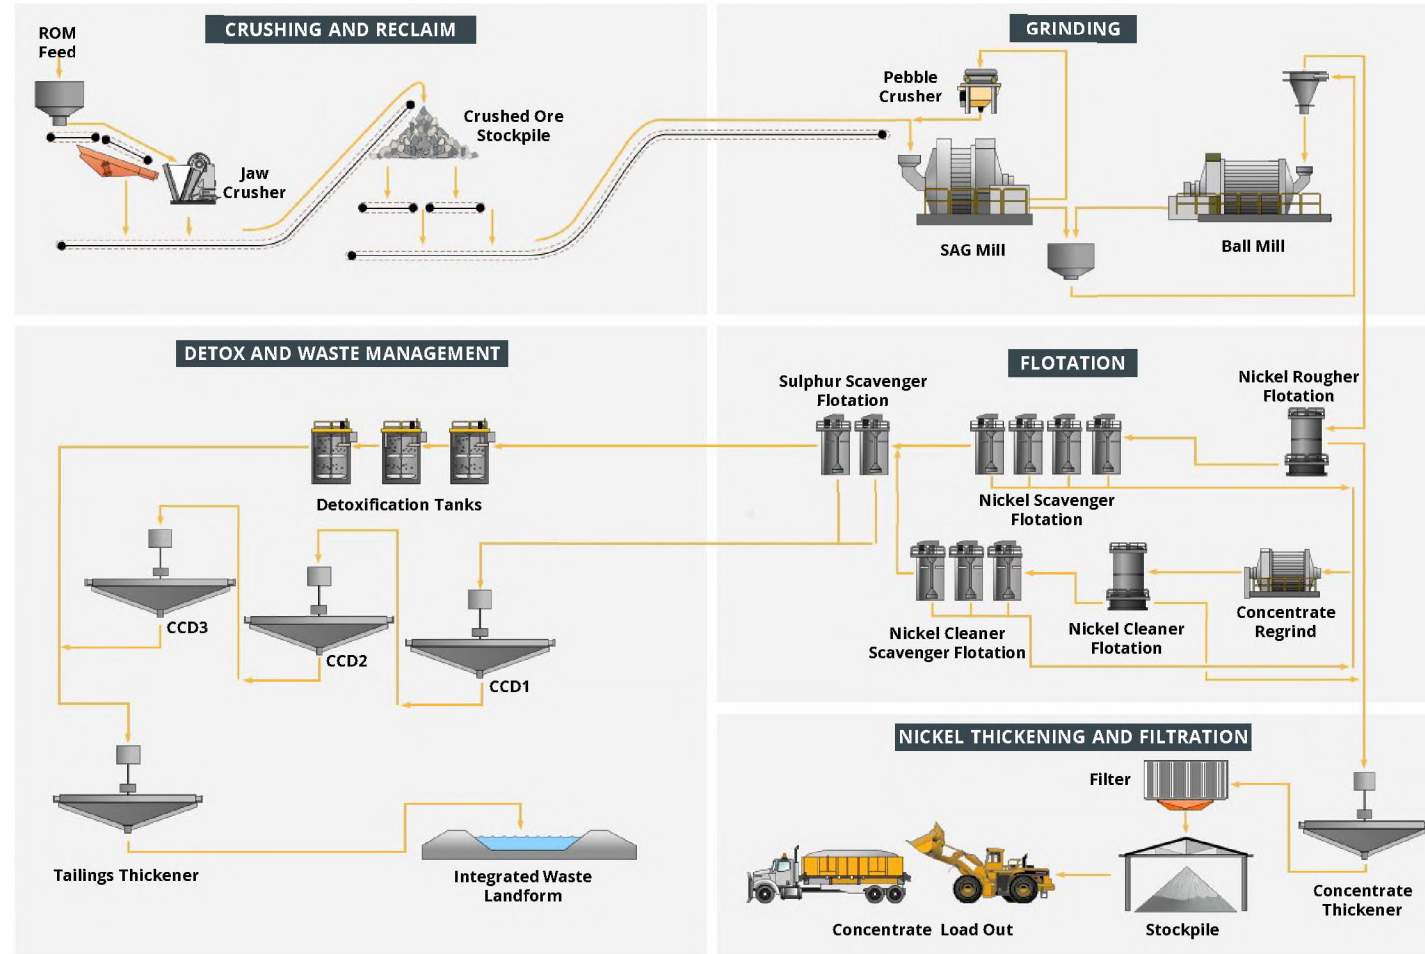 CRUSHING AND RECLAIM
ROM
Feed
Jaw
Crusher
Crushed Ore
Stockpile
GRINDING
Pebble
Crusher
SAG Mill
Ball Mill
DETOX AND WASTE MANAGEMENT
Detoxification Tanks
CCD3
CCD2
CCD1
Tailings Thickener
Integrated Waste
Landform
FLOTATION
Sulphur Scavenger
Flotation
Nickel Rougher
Flotation
Nickel Scavenger
Flotation
Nickel Cleaner
Scavenger Flotation
Nickel Cleaner
Flotation
Concentrate
Regrind
NICKEL THICKENING AND FILTRATION
Filter
Concentrate Load Out
Stockpile
Concentrate
Thickener